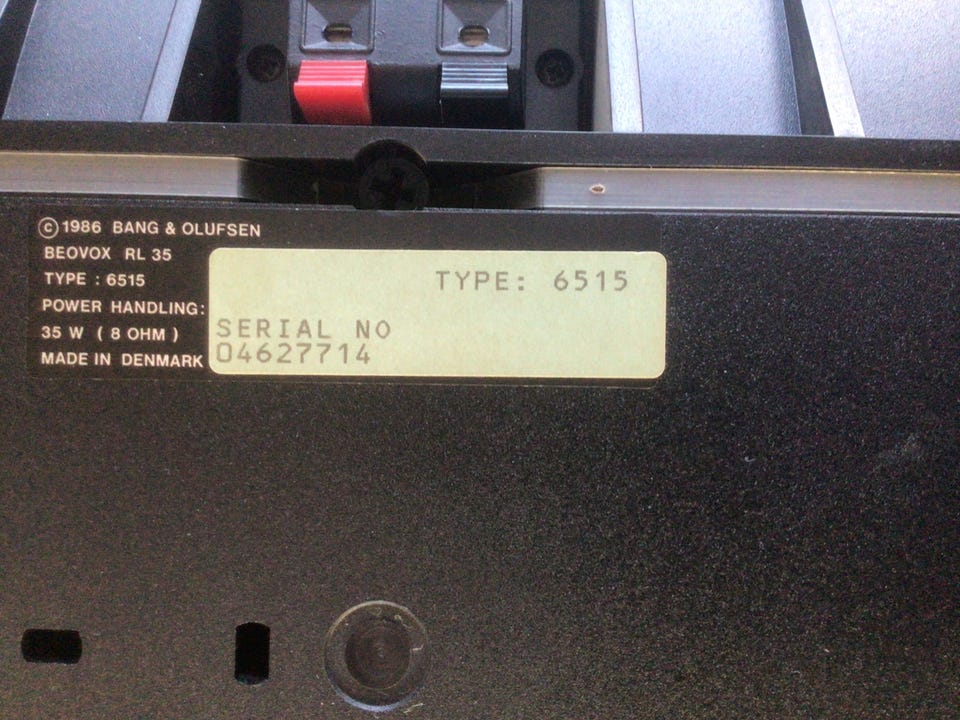 © 1986 BANG & OLUFSEN
BEOVOX RL 35
TYPE : 6515
POWER HANDLING:
35 W ( 8 OHM )
MADE IN DENMARK
TYPE: 6515
SERIAL NO
04627714